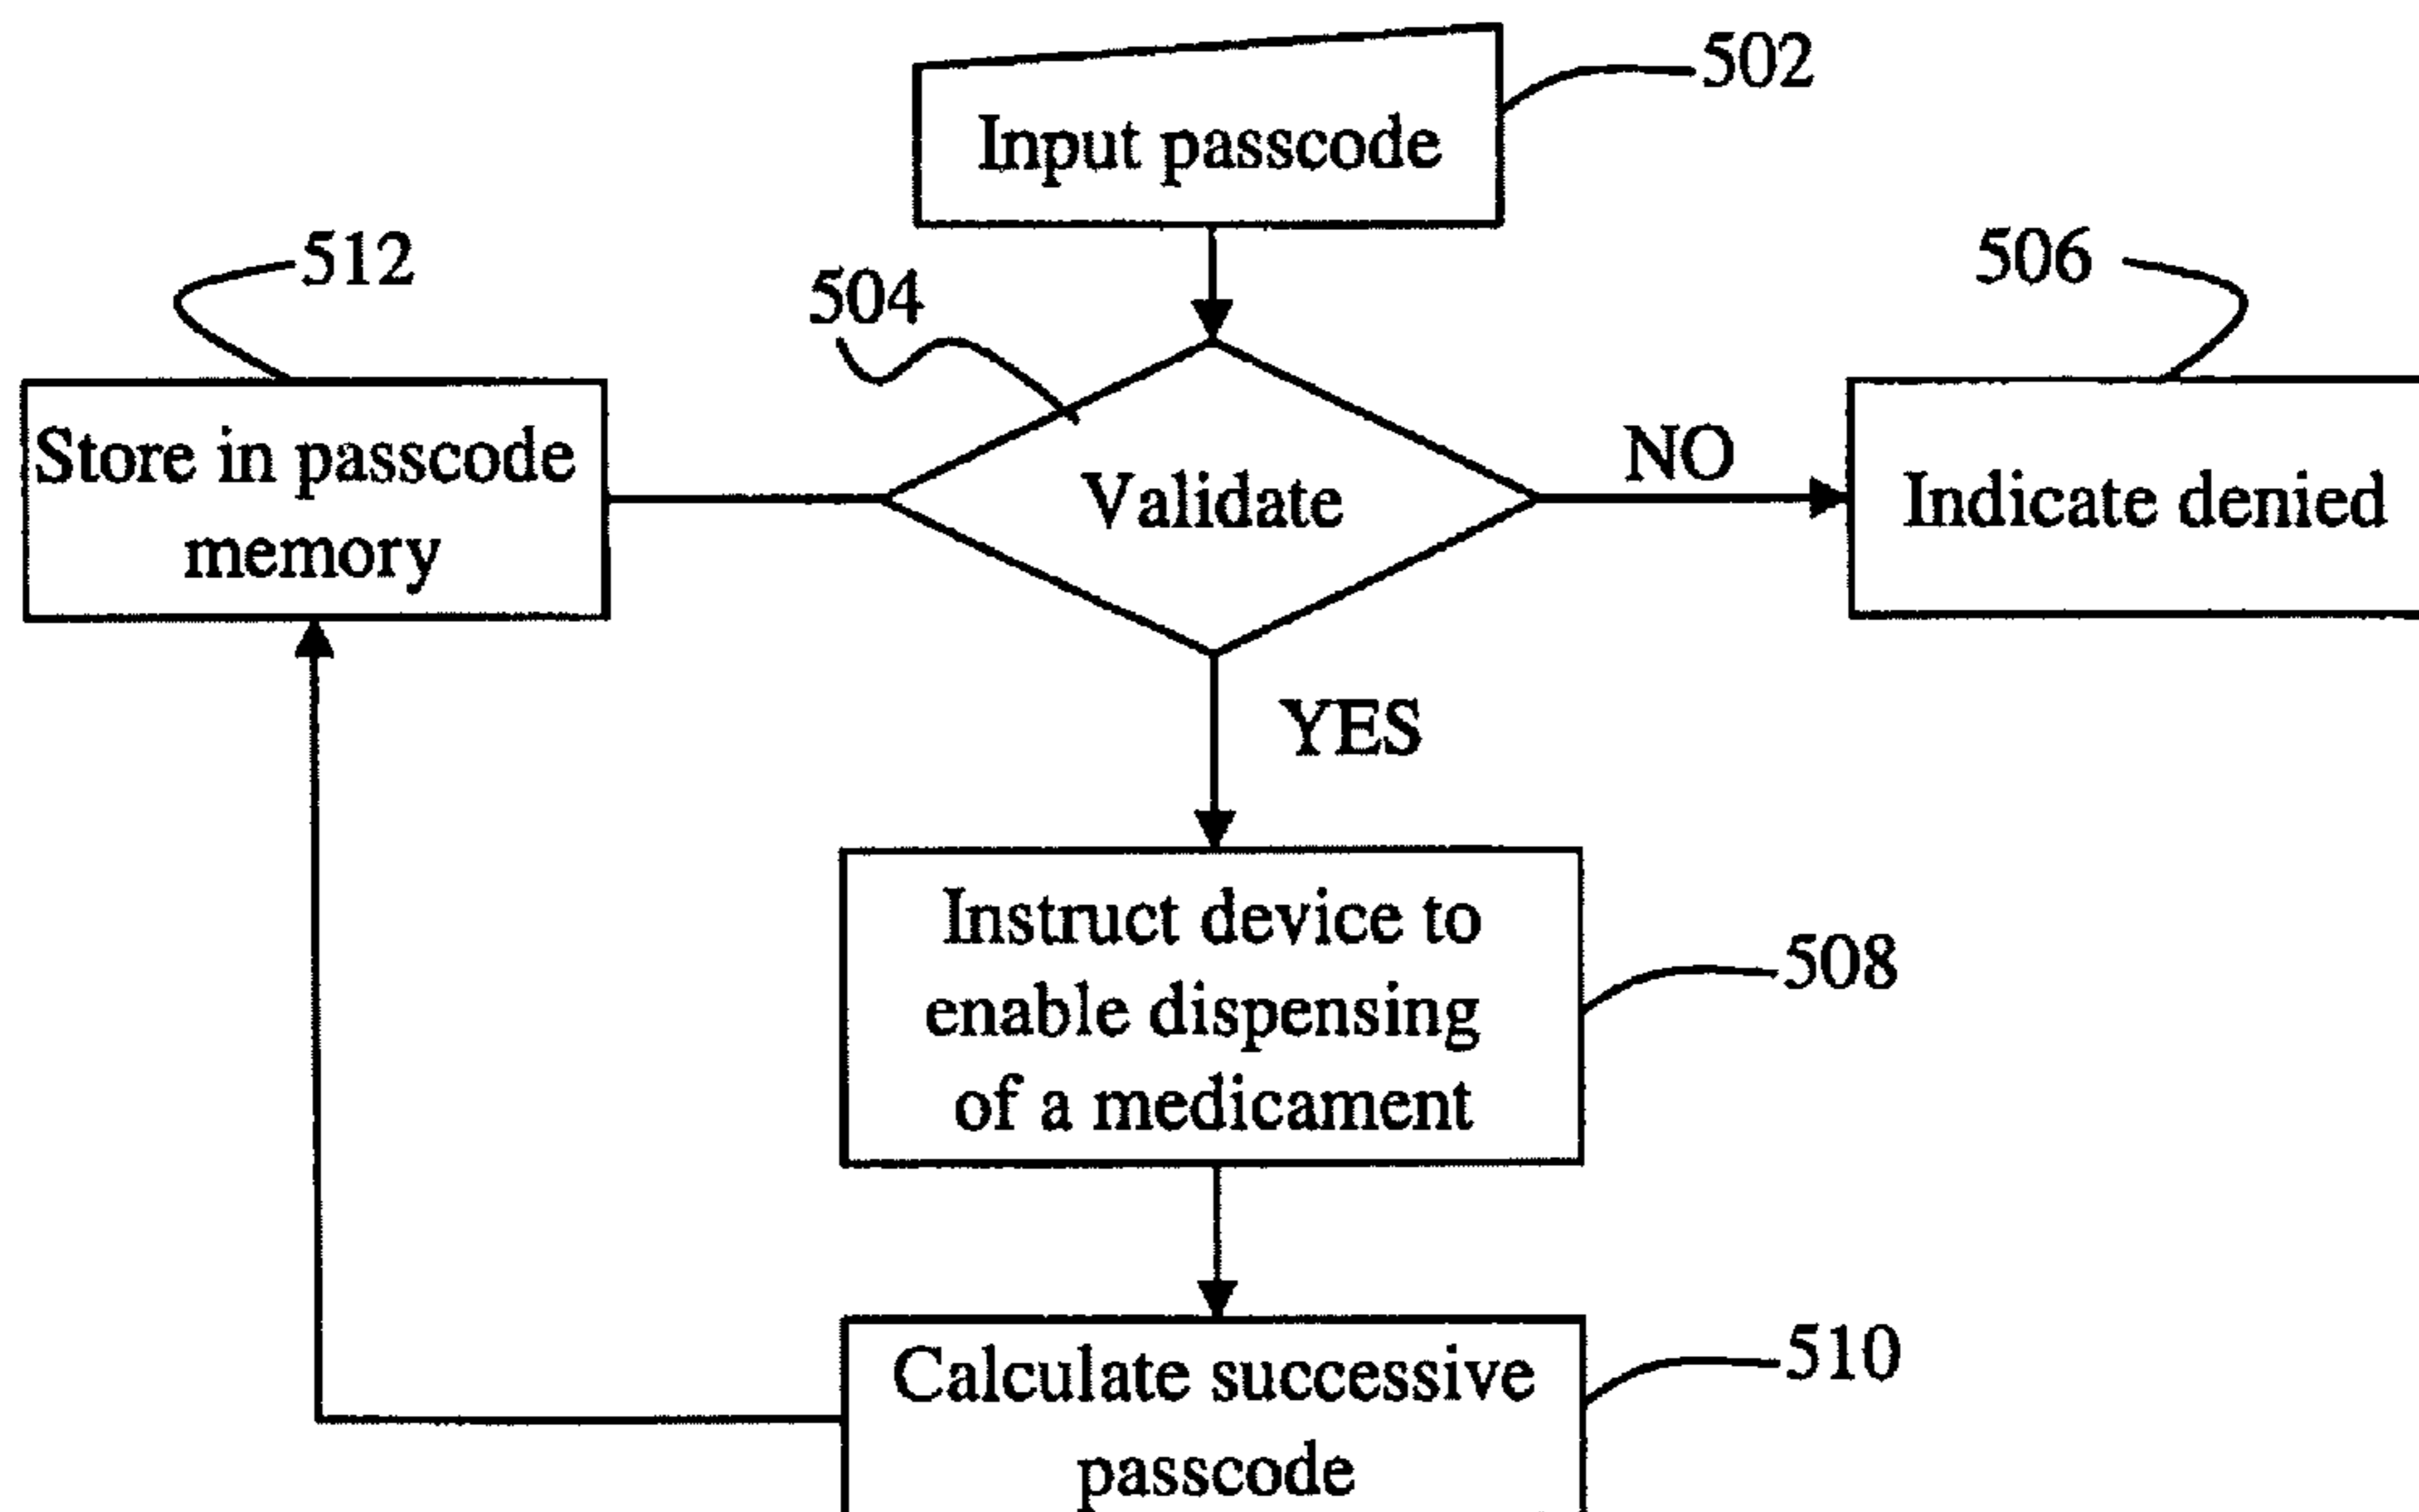 502
Input passcode
512
504
506
Store in passcode
memory
Validate
NO
Indicate denied
YES
Instruct device to
enable dispensing
of a medicament
508
Calculate successive
passcode
510